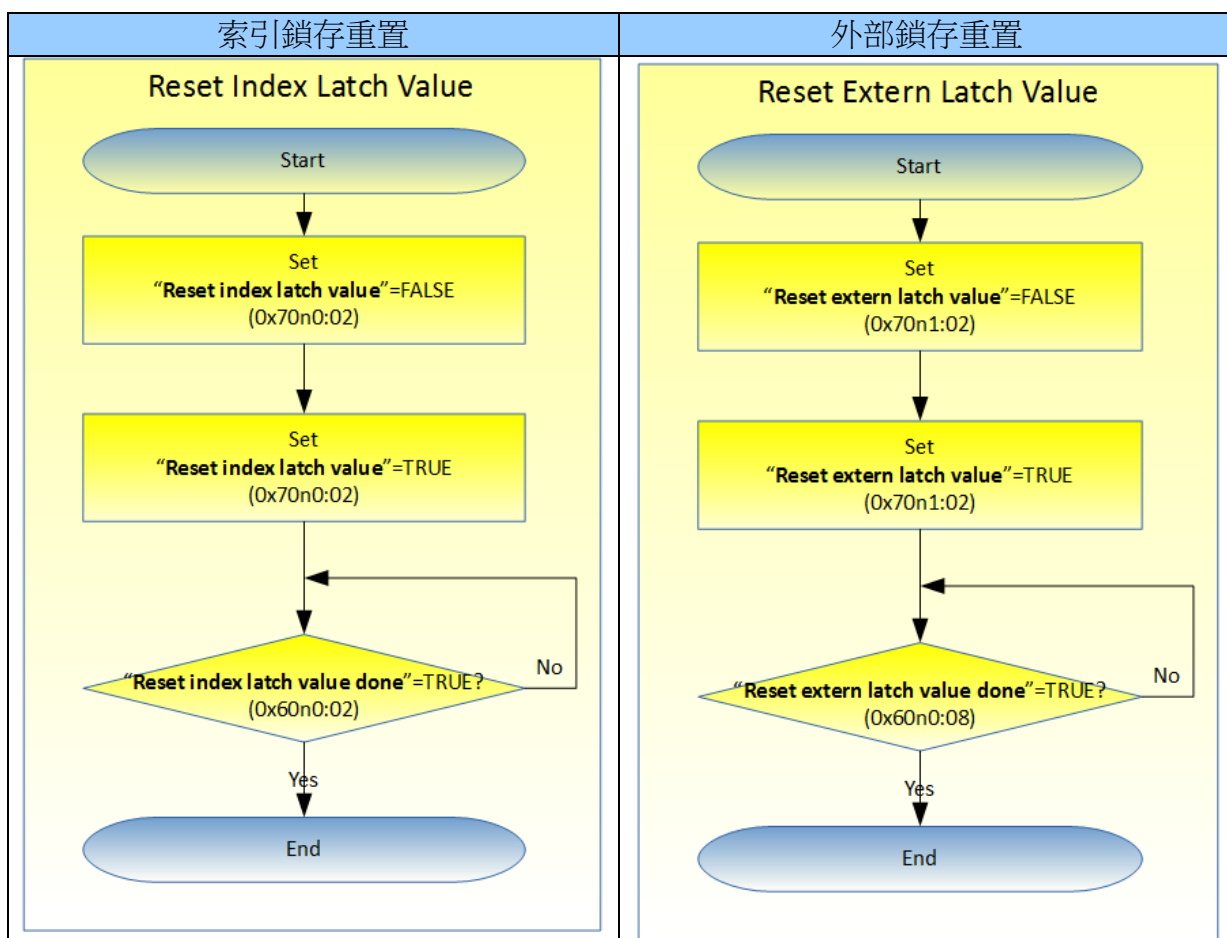 索引鎖存重置
外部鎖存重置
Reset Index Latch Value
Start
Set
“Reset index latch value”=FALSE
(0x70n0:02)
Set
“Reset index latch value”=TRUE
(0x70n0:02)
“Reset index latch value done”=TRUE?
(0x60n0:02)
No
Yes
End
Reset Extern Latch Value
Start
Set
“Reset extern latch value”=FALSE
(0x70n1:02)
Set
“Reset extern latch value”=TRUE
(0x70n1:02)
“Reset extern latch value done”=TRUE?
(0x60n0:08)
No
Yes
End